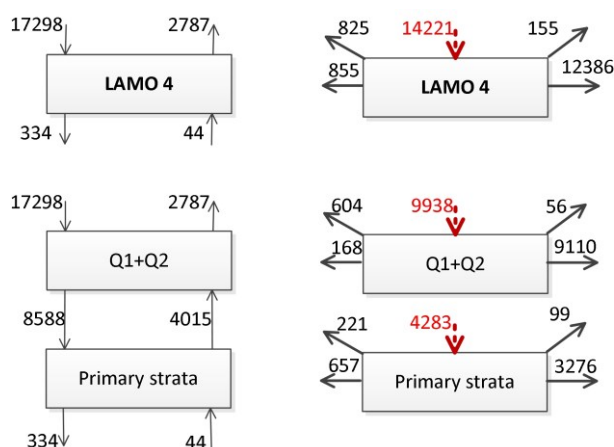 17298 2787
LAMO 4
334 44
825 14221 155
855 12386
LAMO 4
17298 2787
Q1+Q2
8588 4015
Primary strata
334 44
604 9938 56
168 9110
Q1+Q2
221 4283 99
657 3276
Primary strata